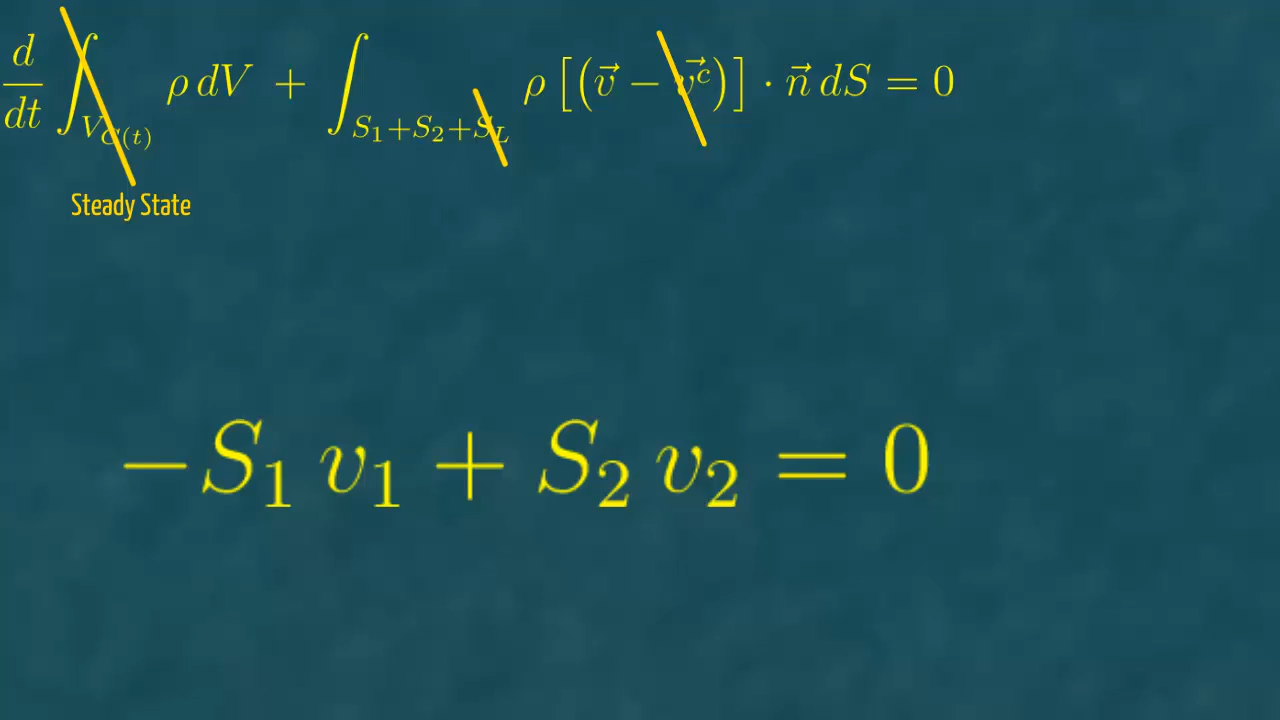 d/dt ∫_{V_C(t)} ρ dV + ∫_{S_1+S_2+S_L} ρ [(v⃗ − v⃗^c)] · n⃗ dS = 0
Steady State
−S_1 v_1 + S_2 v_2 = 0